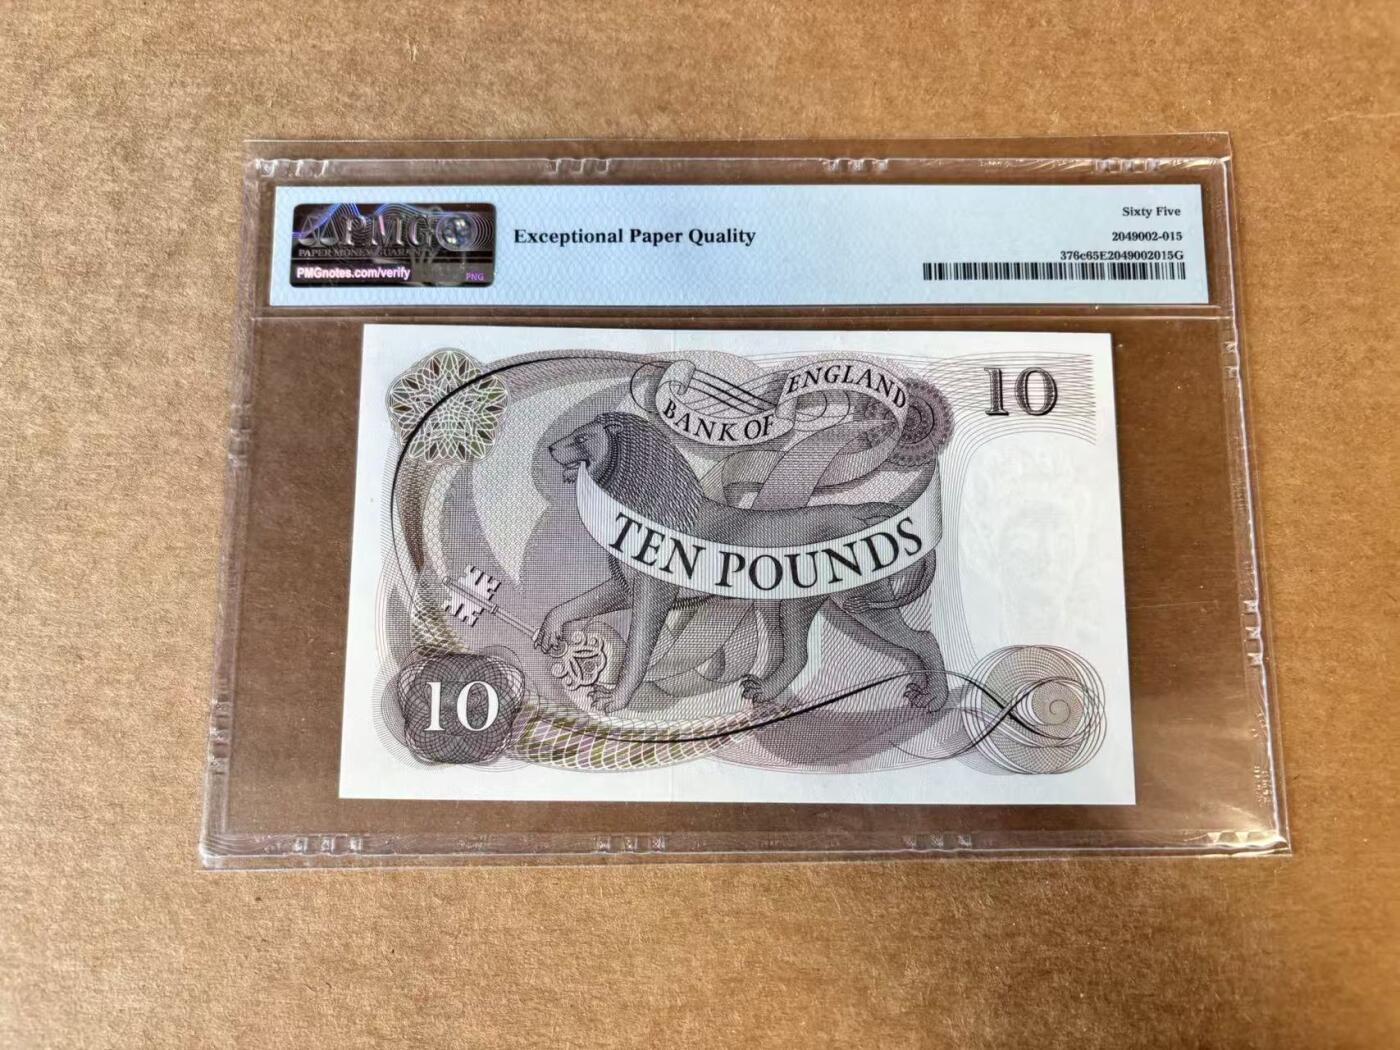 PMG
PAPER MONEY GUARANTY
PMGnotes.com/verify
PNG
Exceptional Paper Quality
Sixty Five
2049002-015
376c65E2049002015G
BANK OF ENGLAND
10
TEN POUNDS
10